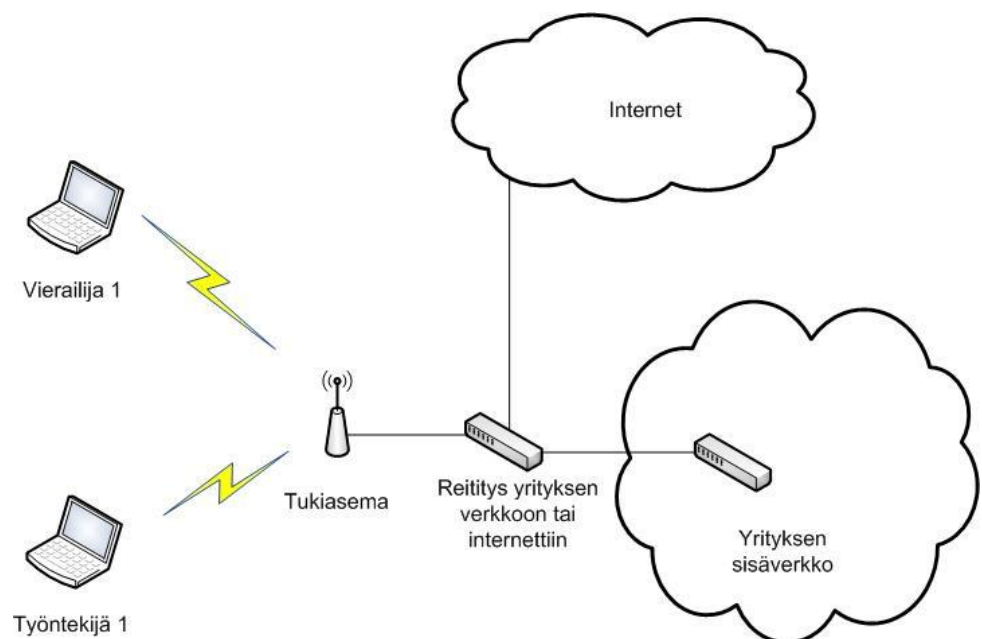 Internet
Vierailija 1
Tukiasema
Reititys yrityksen
verkkoon tai
internettiin
Yrityksen
sisäverkko
Työntekijä 1